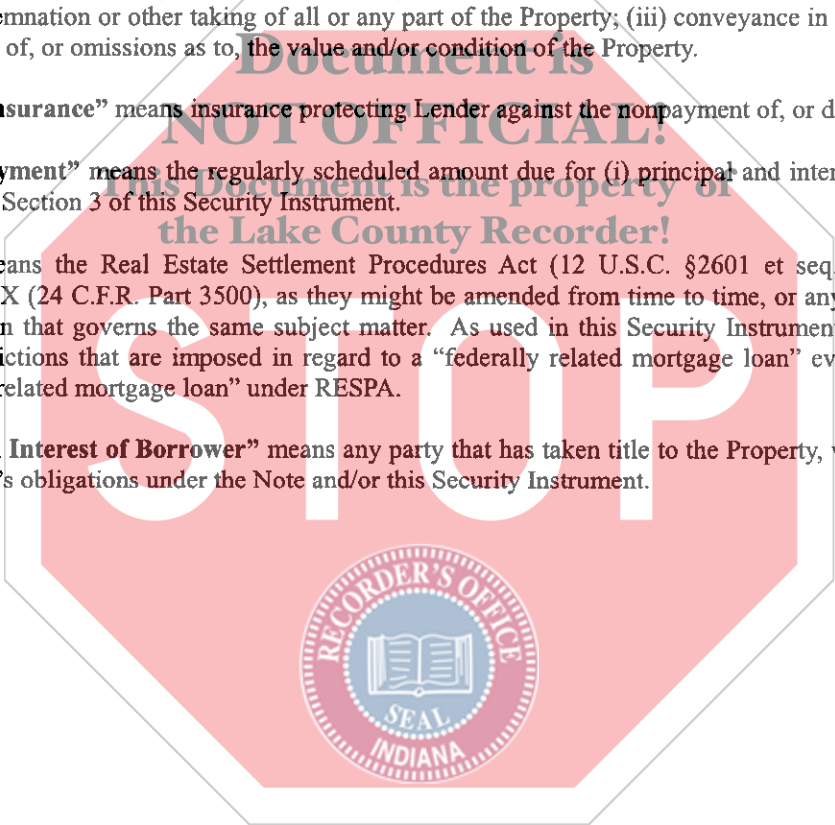 emnation or other taking of all or any part of the Property; (iii) conveyance in
of, or omissions as to, the value and/or condition of the Property.
Document is
nsurance” means insurance protecting Lender against the nonpayment of, or d
NOT OFFICIAL!
yment” means the regularly scheduled amount due for (i) principal and inter
This Document is the property of
Section 3 of this Security Instrument.
the Lake County Recorder!
eans the Real Estate Settlement Procedures Act (12 U.S.C. §2601 et seq.
X (24 C.F.R. Part 3500), as they might be amended from time to time, or any
n that governs the same subject matter. As used in this Security Instrument
ictions that are imposed in regard to a “federally related mortgage loan” ev
related mortgage loan” under RESPA.
Interest of Borrower” means any party that has taken title to the Property,
’s obligations under the Note and/or this Security Instrument.
STOP
RECORDER'S OFFICE
SEAL
INDIANA